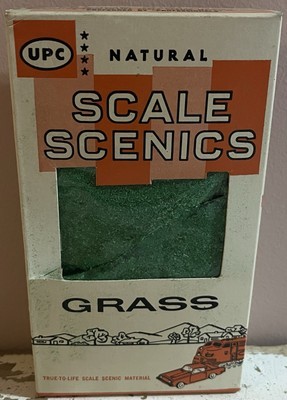 UPC
NATURAL
SCALE
SCENICS
GRASS
TRUE-TO-LIFE SCALE SCENIC MATERIAL